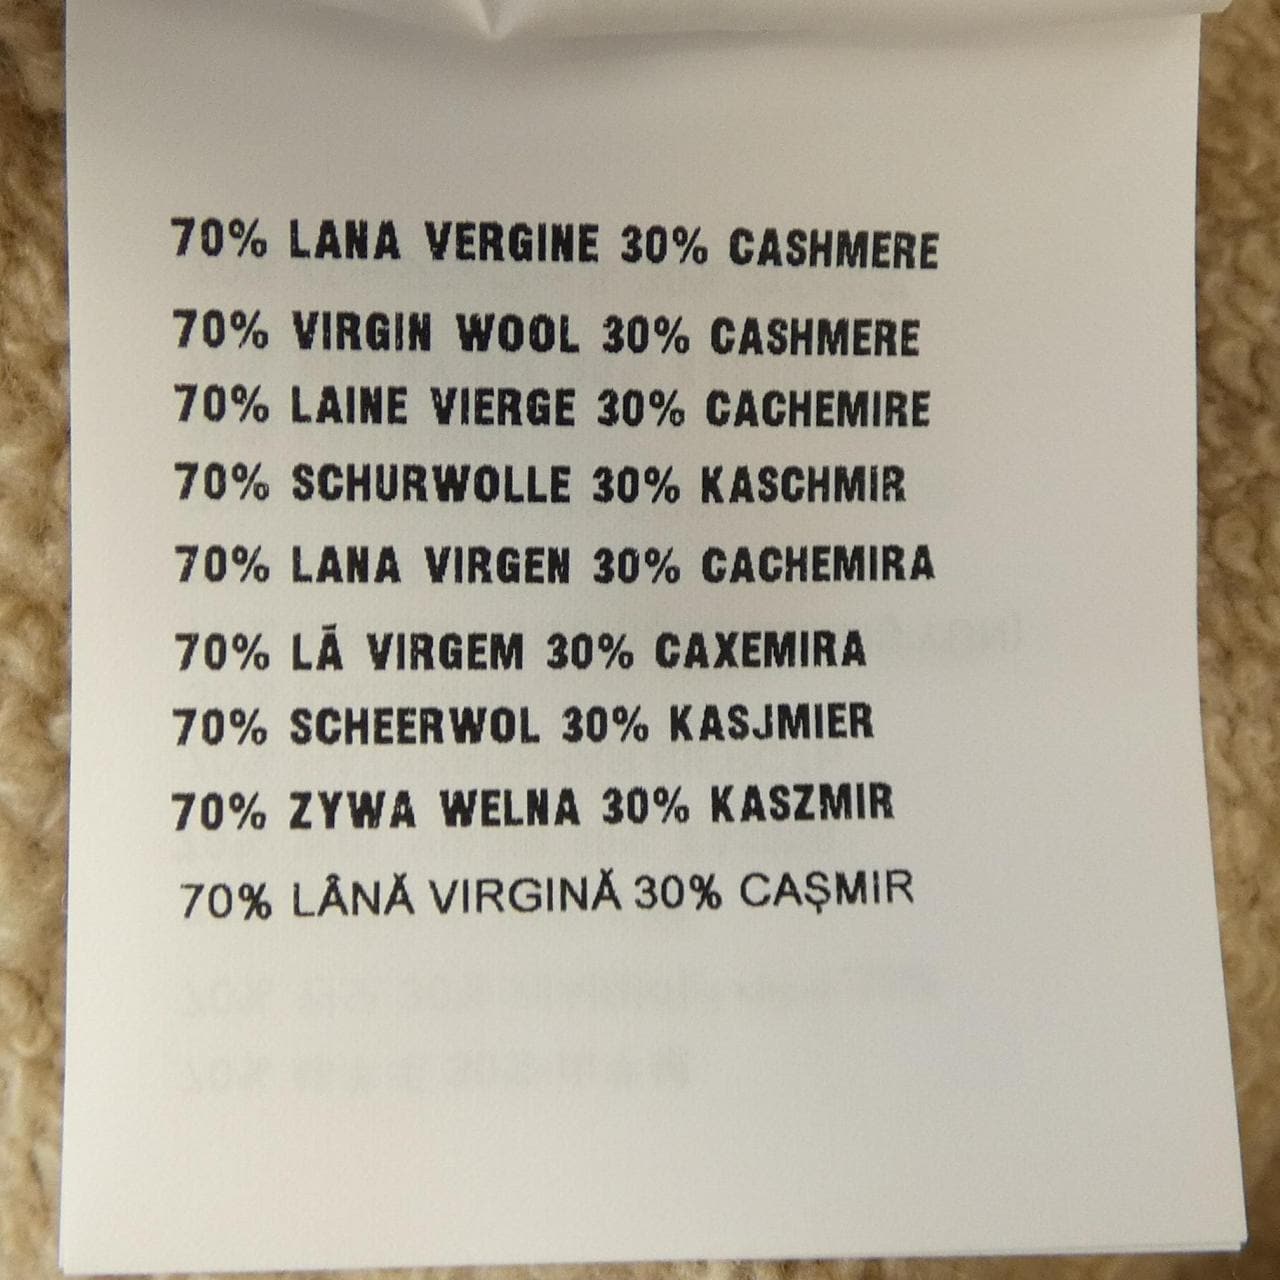 70% LANA VERGINE 30% CASHMERE
70% VIRGIN WOOL 30% CASHMERE
70% LAINE VIERGE 30% CACHEMIRE
70% SCHURWOLLE 30% KASCHMIR
70% LANA VIRGEN 30% CACHEMIRA
70% LÃ VIRGEM 30% CAXEMIRA
70% SCHEERWOL 30% KASJMIER
70% ZYWA WELNA 30% KASZMIR
70% LÂNĂ VIRGINĂ 30% CAŞMIR